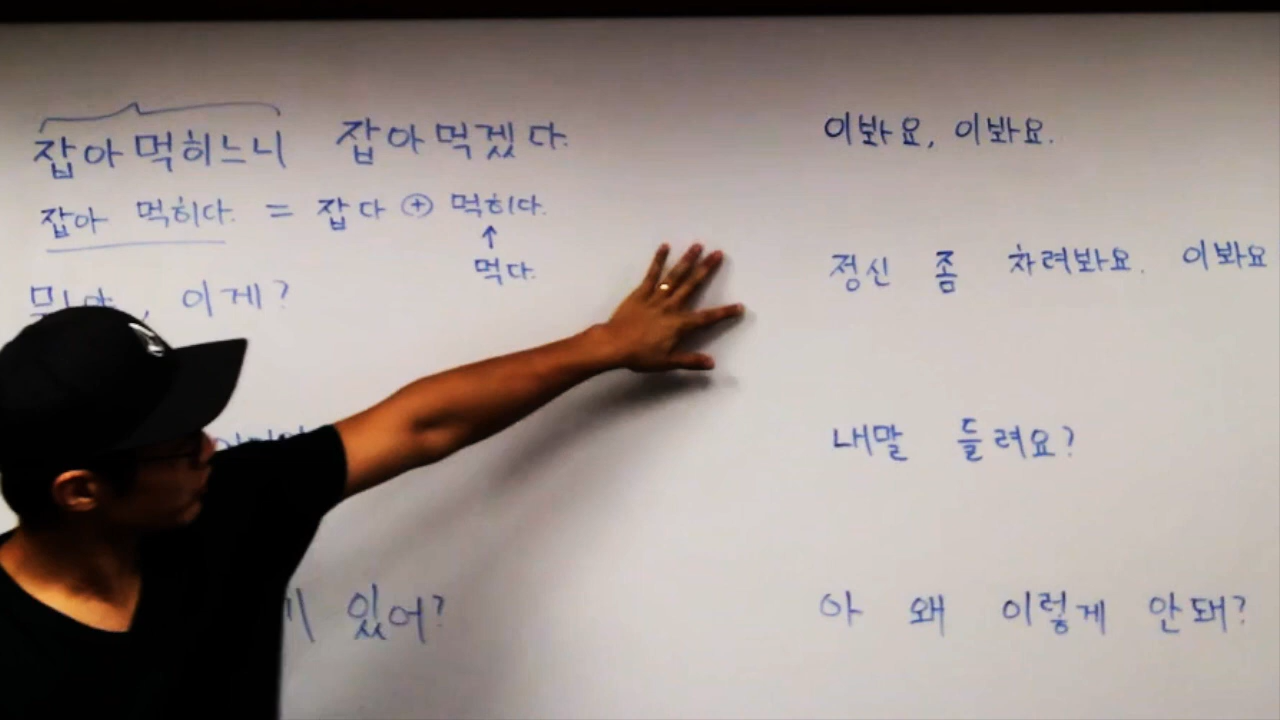 잡아먹히느니 잡아먹겠다.
잡아 먹히다. = 잡다 ⊕ 먹히다.
↑
먹다.
이게?
있어?
이봐요, 이봐요.
정신 좀 차려봐요. 이봐요
내말 들려요?
아 왜 이렇게 안돼?